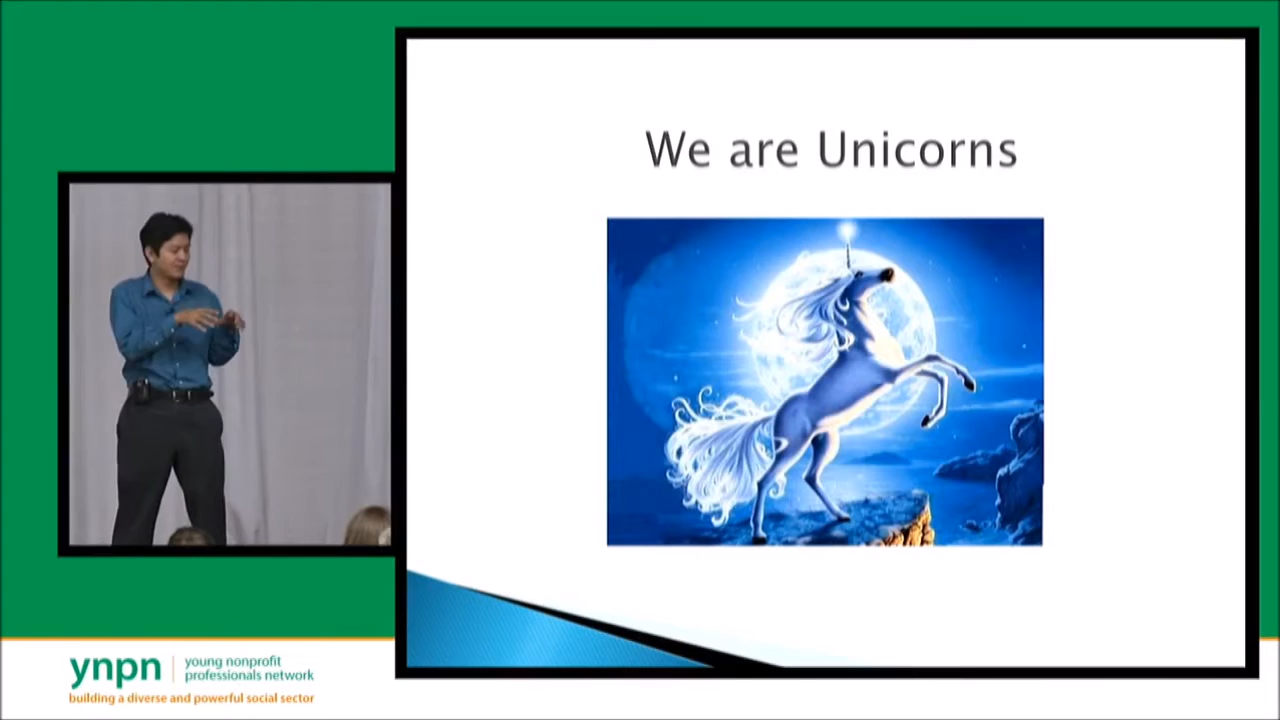 We are Unicorns
ynpn
young nonprofit
professionals network
building a diverse and powerful social sector